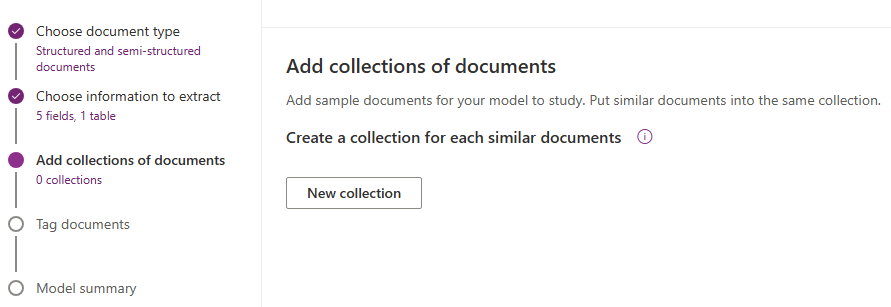 Choose document type
Structured and semi-structured
documents
Choose information to extract
5 fields, 1 table
Add collections of documents
0 collections
Tag documents
Model summary
Add collections of documents
Add sample documents for your model to study. Put similar documents into the same collection.
Create a collection for each similar documents
New collection